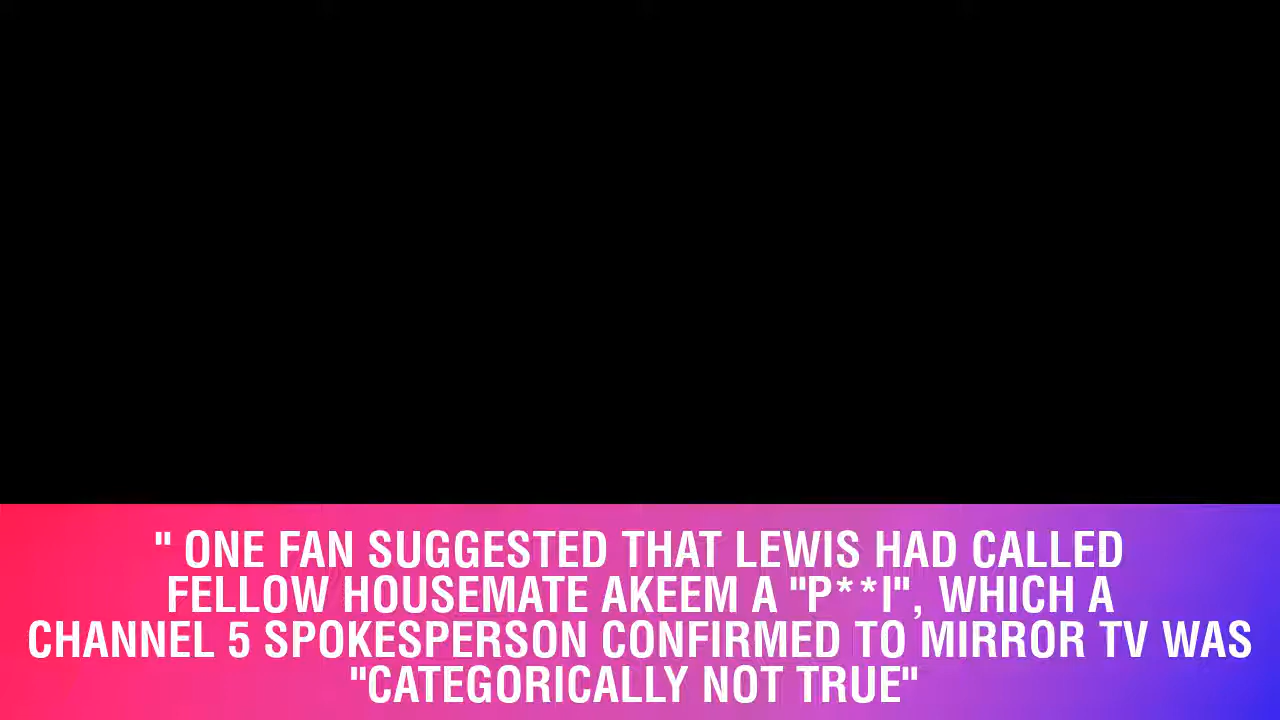 " ONE FAN SUGGESTED THAT LEWIS HAD CALLED
FELLOW HOUSEMATE AKEEM A "P**I", WHICH A
CHANNEL 5 SPOKESPERSON CONFIRMED TO MIRROR TV WAS
"CATEGORICALLY NOT TRUE"